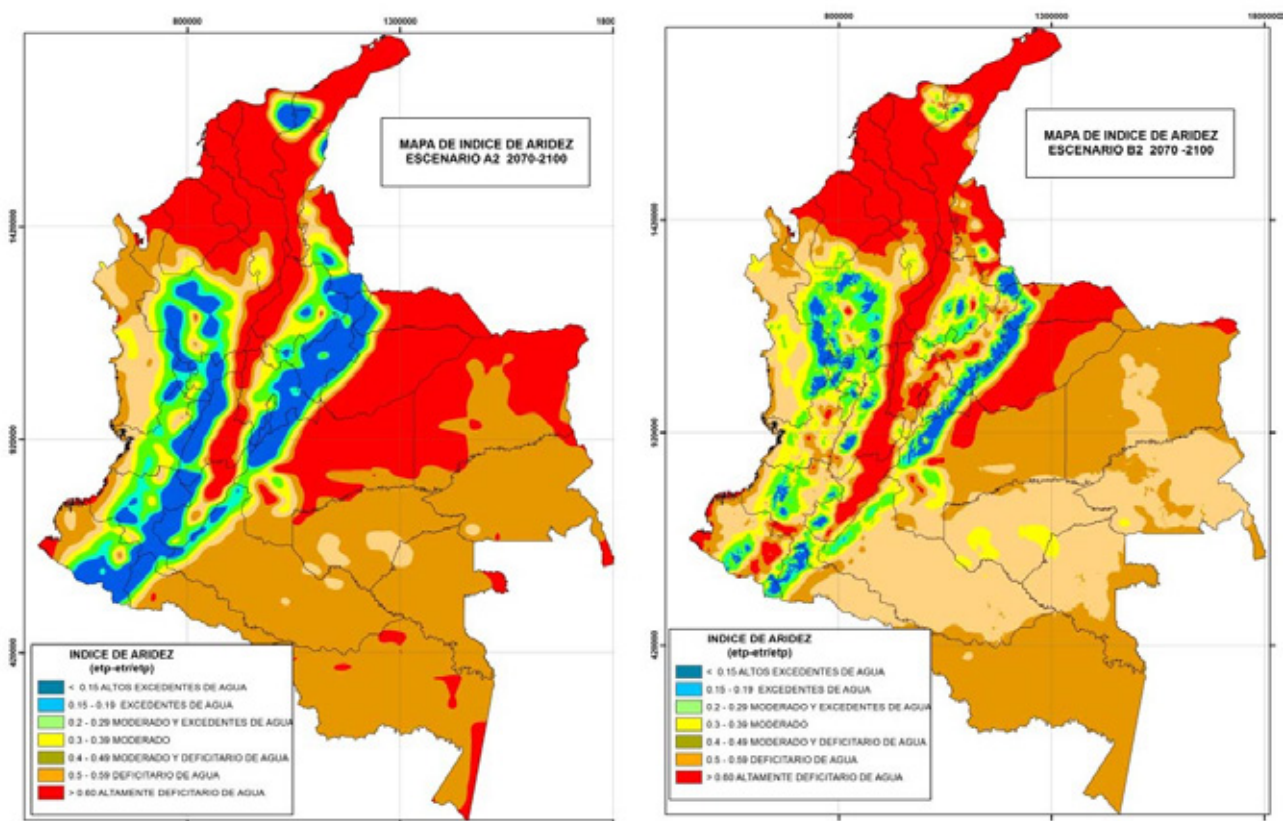 800000
1300000
1800
MAPA DE INDICE DE ARIDEZ
ESCENARIO A2 2070-2100
1420000
920000
420000
INDICE DE ARIDEZ
(etp-etr/etp)
< 0.15 ALTOS EXCEDENTES DE AGUA
0.15 - 0.19 EXCEDENTES DE AGUA
0.2 - 0.29 MODERADO Y EXCEDENTES DE AGUA
0.3 - 0.39 MODERADO
0.4 - 0.49 MODERADO Y DEFICITARIO DE AGUA
0.5 - 0.59 DEFICITARIO DE AGUA
> 0.60 ALTAMENTE DEFICITARIO DE AGUA
800000
1300000
1800000
MAPA DE INDICE DE ARIDEZ
ESCENARIO B2 2070 -2100
1420000
920000
420000
INDICE DE ARIDEZ
(etp-etr/etp)
< 0.15 ALTOS EXCEDENTES DE AGUA
0.15 - 0.19 EXCEDENTES DE AGUA
0.2 - 0.29 MODERADO Y EXCEDENTES DE AGUA
0.3 - 0.39 MODERADO
0.4 - 0.49 MODERADO Y DEFICITARIO DE AGUA
0.5 - 0.59 DEFICITARIO DE AGUA
> 0.60 ALTAMENTE DEFICITARIO DE AGUA